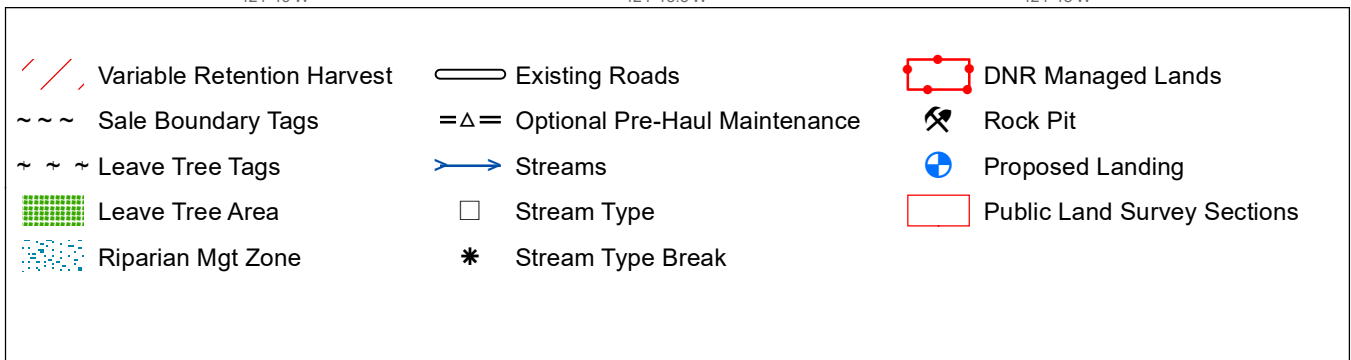 Variable Retention Harvest
Sale Boundary Tags
Leave Tree Tags
Leave Tree Area
Riparian Mgt Zone
Existing Roads
Optional Pre-Haul Maintenance
Streams
Stream Type
Stream Type Break
DNR Managed Lands
Rock Pit
Proposed Landing
Public Land Survey Sections